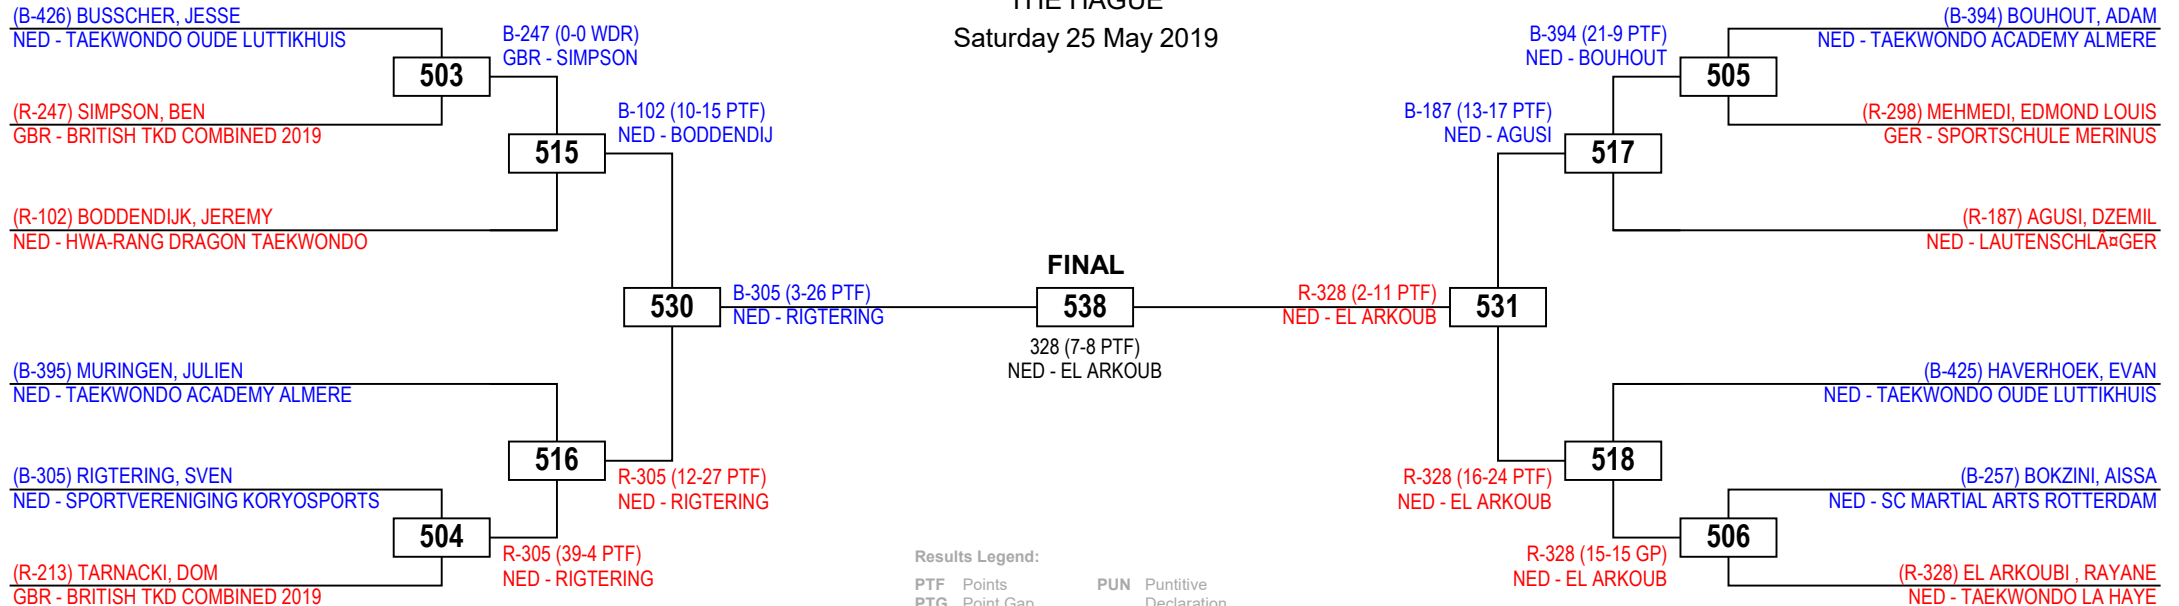 THE HAGUE
Saturday 25 May 2019
(B-426) BUSSCHER, JESSE
NED - TAEKWONDO OUDE LUTTIKHUIS
503
(R-247) SIMPSON, BEN
GBR - BRITISH TKD COMBINED 2019
B-247 (0-0 WDR)
GBR - SIMPSON
515
(R-102) BODDENDIJK, JEREMY
NED - HWA-RANG DRAGON TAEKWONDO
B-102 (10-15 PTF)
NED - BODDENDIJ
530
(B-395) MURINGEN, JULIEN
NED - TAEKWONDO ACADEMY ALMERE
516
(B-305) RIGTERING, SVEN
NED - SPORTVERENIGING KORYOSPORTS
504
(R-213) TARNACKI, DOM
GBR - BRITISH TKD COMBINED 2019
R-305 (39-4 PTF)
NED - RIGTERING
R-305 (12-27 PTF)
NED - RIGTERING
B-305 (3-26 PTF)
NED - RIGTERING
FINAL
538
328 (7-8 PTF)
NED - EL ARKOUB
R-328 (2-11 PTF)
NED - EL ARKOUB
531
B-187 (13-17 PTF)
NED - AGUSI
517
B-394 (21-9 PTF)
NED - BOUHOUT
505
(B-394) BOUHOUT, ADAM
NED - TAEKWONDO ACADEMY ALMERE
(R-298) MEHMEDI, EDMOND LOUIS
GER - SPORTSCHULE MERINUS
(R-187) AGUSI, DZEMIL
NED - LAUTENSCHLÃ¤GER
(B-425) HAVERHOEK, EVAN
NED - TAEKWONDO OUDE LUTTIKHUIS
518
R-328 (16-24 PTF)
NED - EL ARKOUB
(B-257) BOKZINI, AISSA
NED - SC MARTIAL ARTS ROTTERDAM
506
R-328 (15-15 GP)
NED - EL ARKOUB
(R-328) EL ARKOUBI , RAYANE
NED - TAEKWONDO LA HAYE
Results Legend:
PTF Points PUN Puntitive
PTG Point Gap Declaration